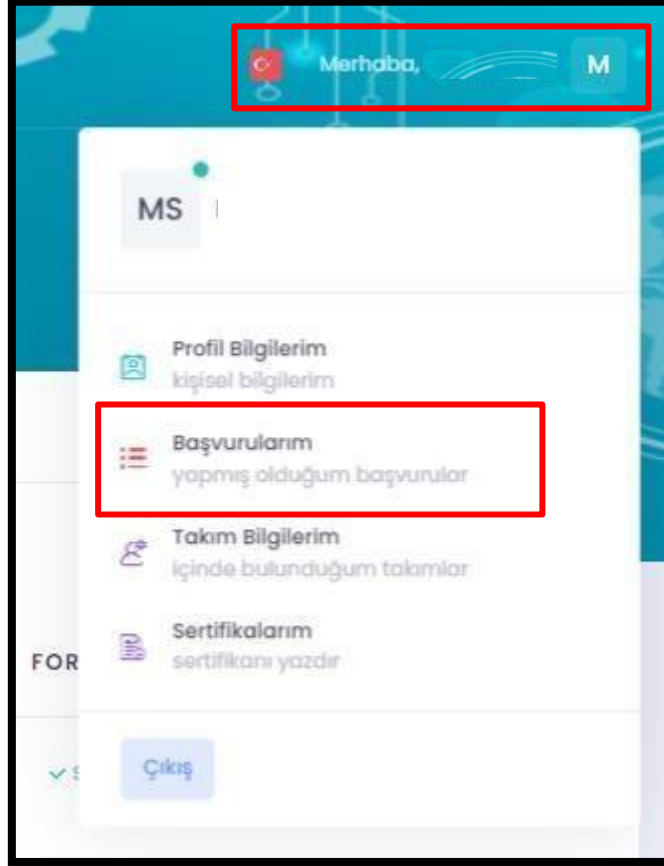 Merhaba,
M
MS
Profil Bilgilerim
kişisel bilgilerim
Başvurularım
yapmış olduğum başvurular
Takım Bilgilerim
içinde bulunduğum takımlar
Sertifikalarım
sertifikanı yazdır
FOR
Çıkış